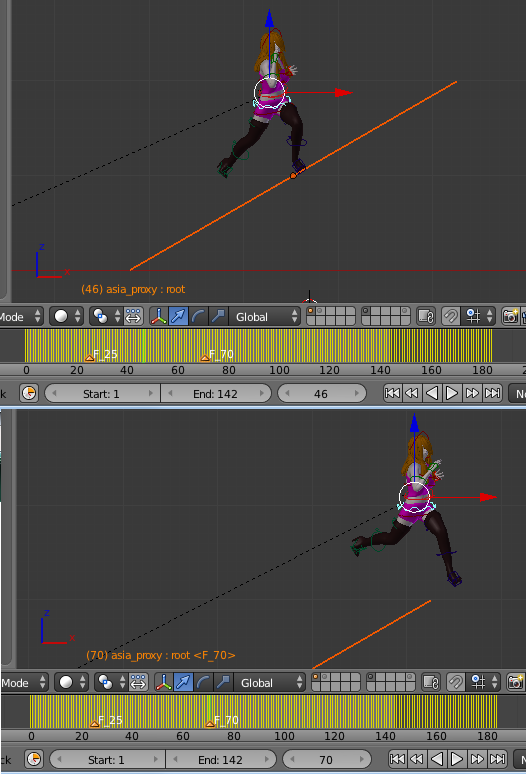 z
(46) asia_proxy : root
Mode Global
F_25 F_70
0 20 40 60 80 100 120 140 160 180
Start: 1 End: 142 46
z
x
(70) asia_proxy : root <F_70>
Mode Global
F_25 F_70
0 20 40 60 80 100 120 140 160 180
ck Start: 1 End: 142 70